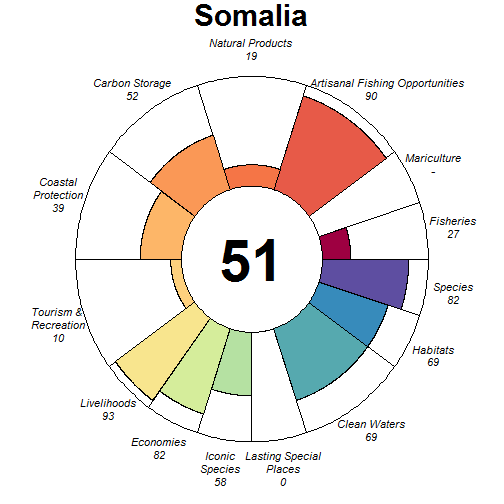 Somalia
Natural Products
19
Carbon Storage
52
Artisanal Fishing Opportunities
90
Mariculture
-
Coastal
Protection
39
Fisheries
27
51
Species
82
Tourism &
Recreation
10
Habitats
69
Livelihoods
93
Clean Waters
69
Economies
82
Iconic
Species
58
Lasting Special
Places
0